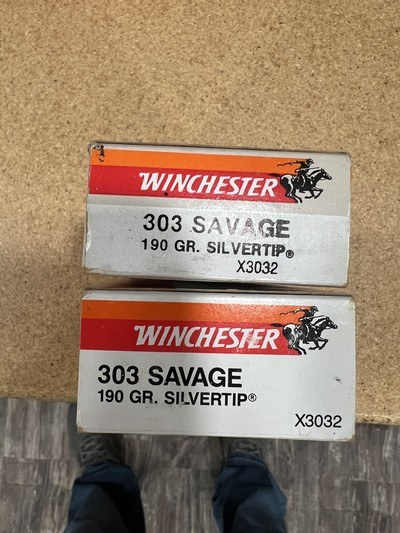 WINCHESTER
303 SAVAGE
190 GR. SILVERTIP®
X3032
WINCHESTER
303 SAVAGE
190 GR. SILVERTIP®
X3032